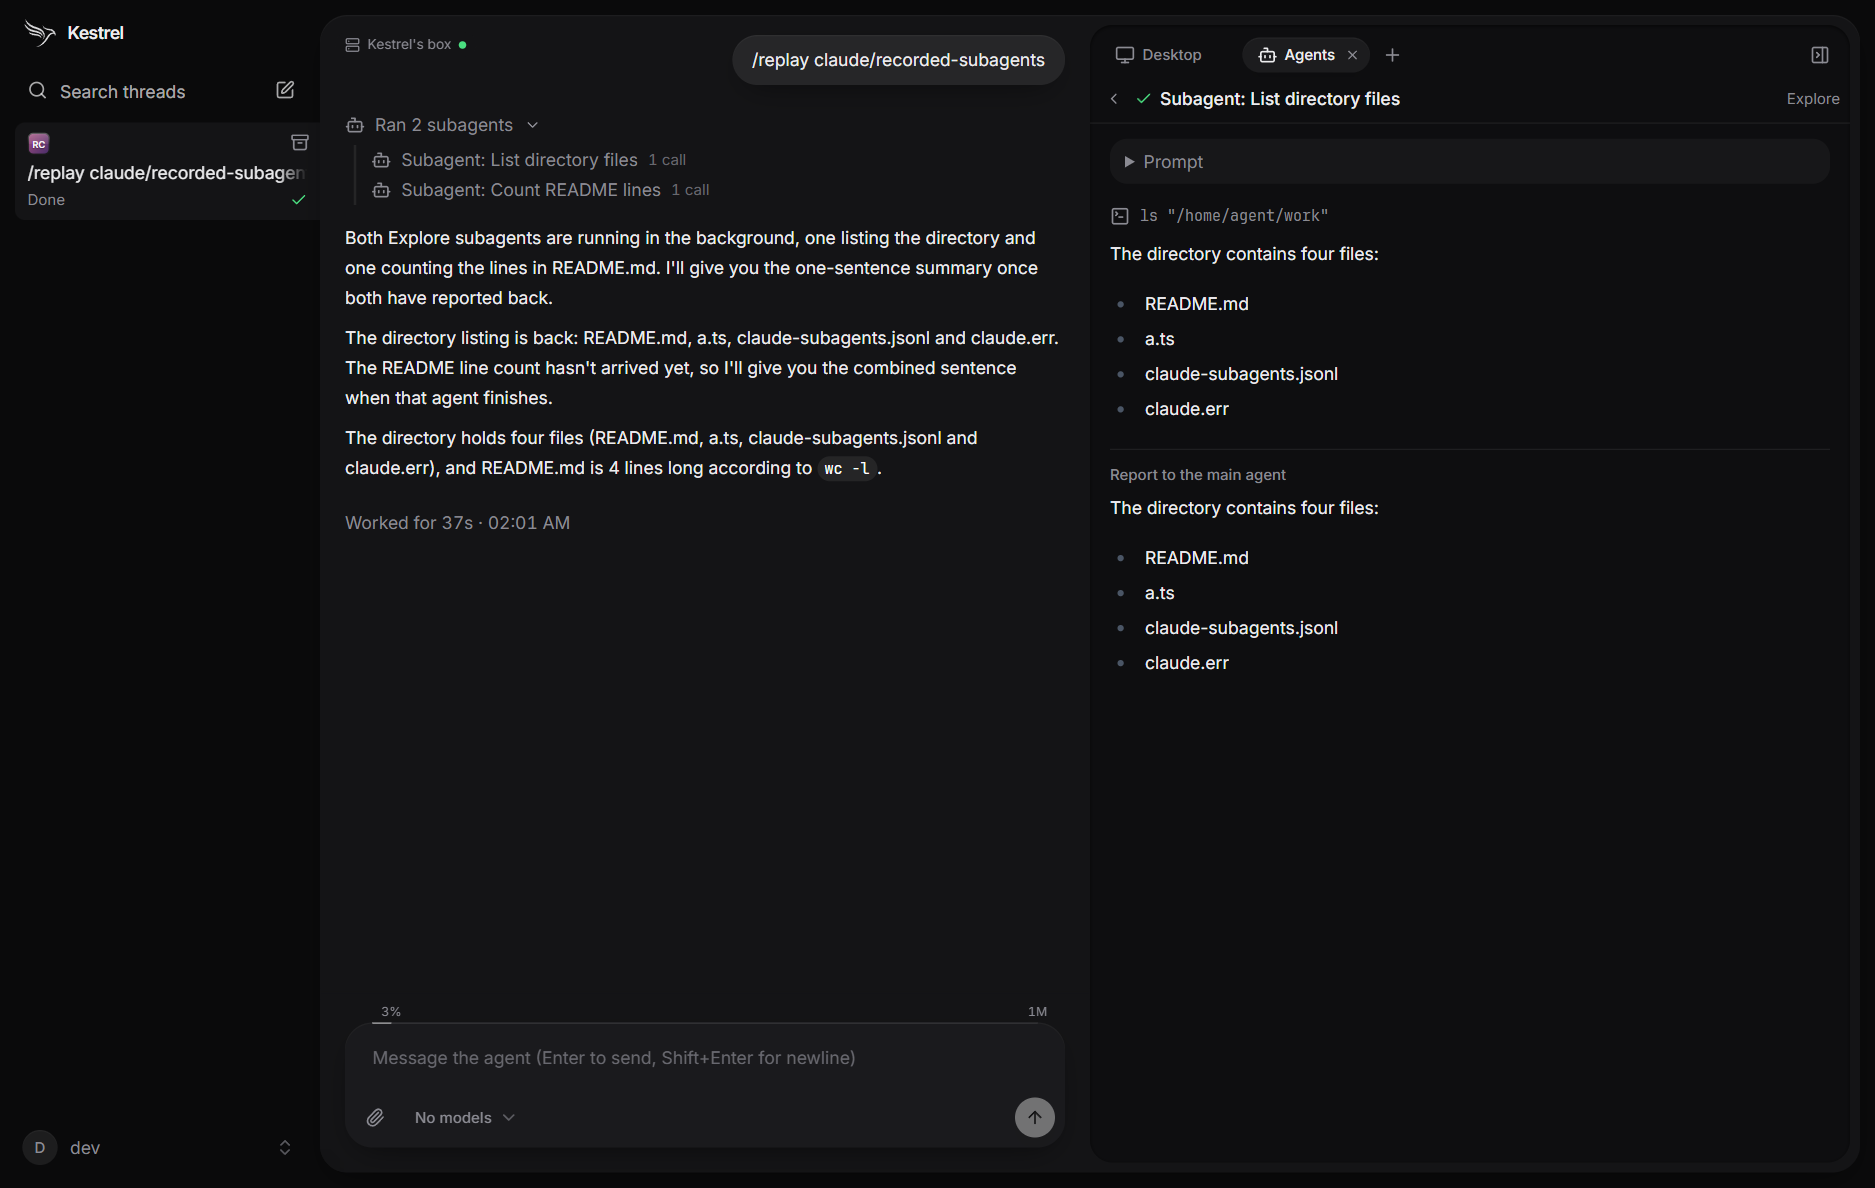 Kestrel
Search threads
RC
/replay claude/recorded-subagen
Done
D
dev
Kestrel's box
/replay claude/recorded-subagents
Ran 2 subagents
Subagent: List directory files 1 call
Subagent: Count README lines 1 call
Both Explore subagents are running in the background, one listing the directory and
one counting the lines in README.md. I'll give you the one-sentence summary once
both have reported back.
The directory listing is back: README.md, a.ts, claude-subagents.jsonl and claude.err.
The README line count hasn't arrived yet, so I'll give you the combined sentence
when that agent finishes.
The directory holds four files (README.md, a.ts, claude-subagents.jsonl and
claude.err), and README.md is 4 lines long according to wc -l.
Worked for 37s · 02:01 AM
3% 1M
Message the agent (Enter to send, Shift+Enter for newline)
No models
Desktop
Agents
Subagent: List directory files
Explore
Prompt
ls "/home/agent/work"
The directory contains four files:
README.md
a.ts
claude-subagents.jsonl
claude.err
Report to the main agent
The directory contains four files:
README.md
a.ts
claude-subagents.jsonl
claude.err